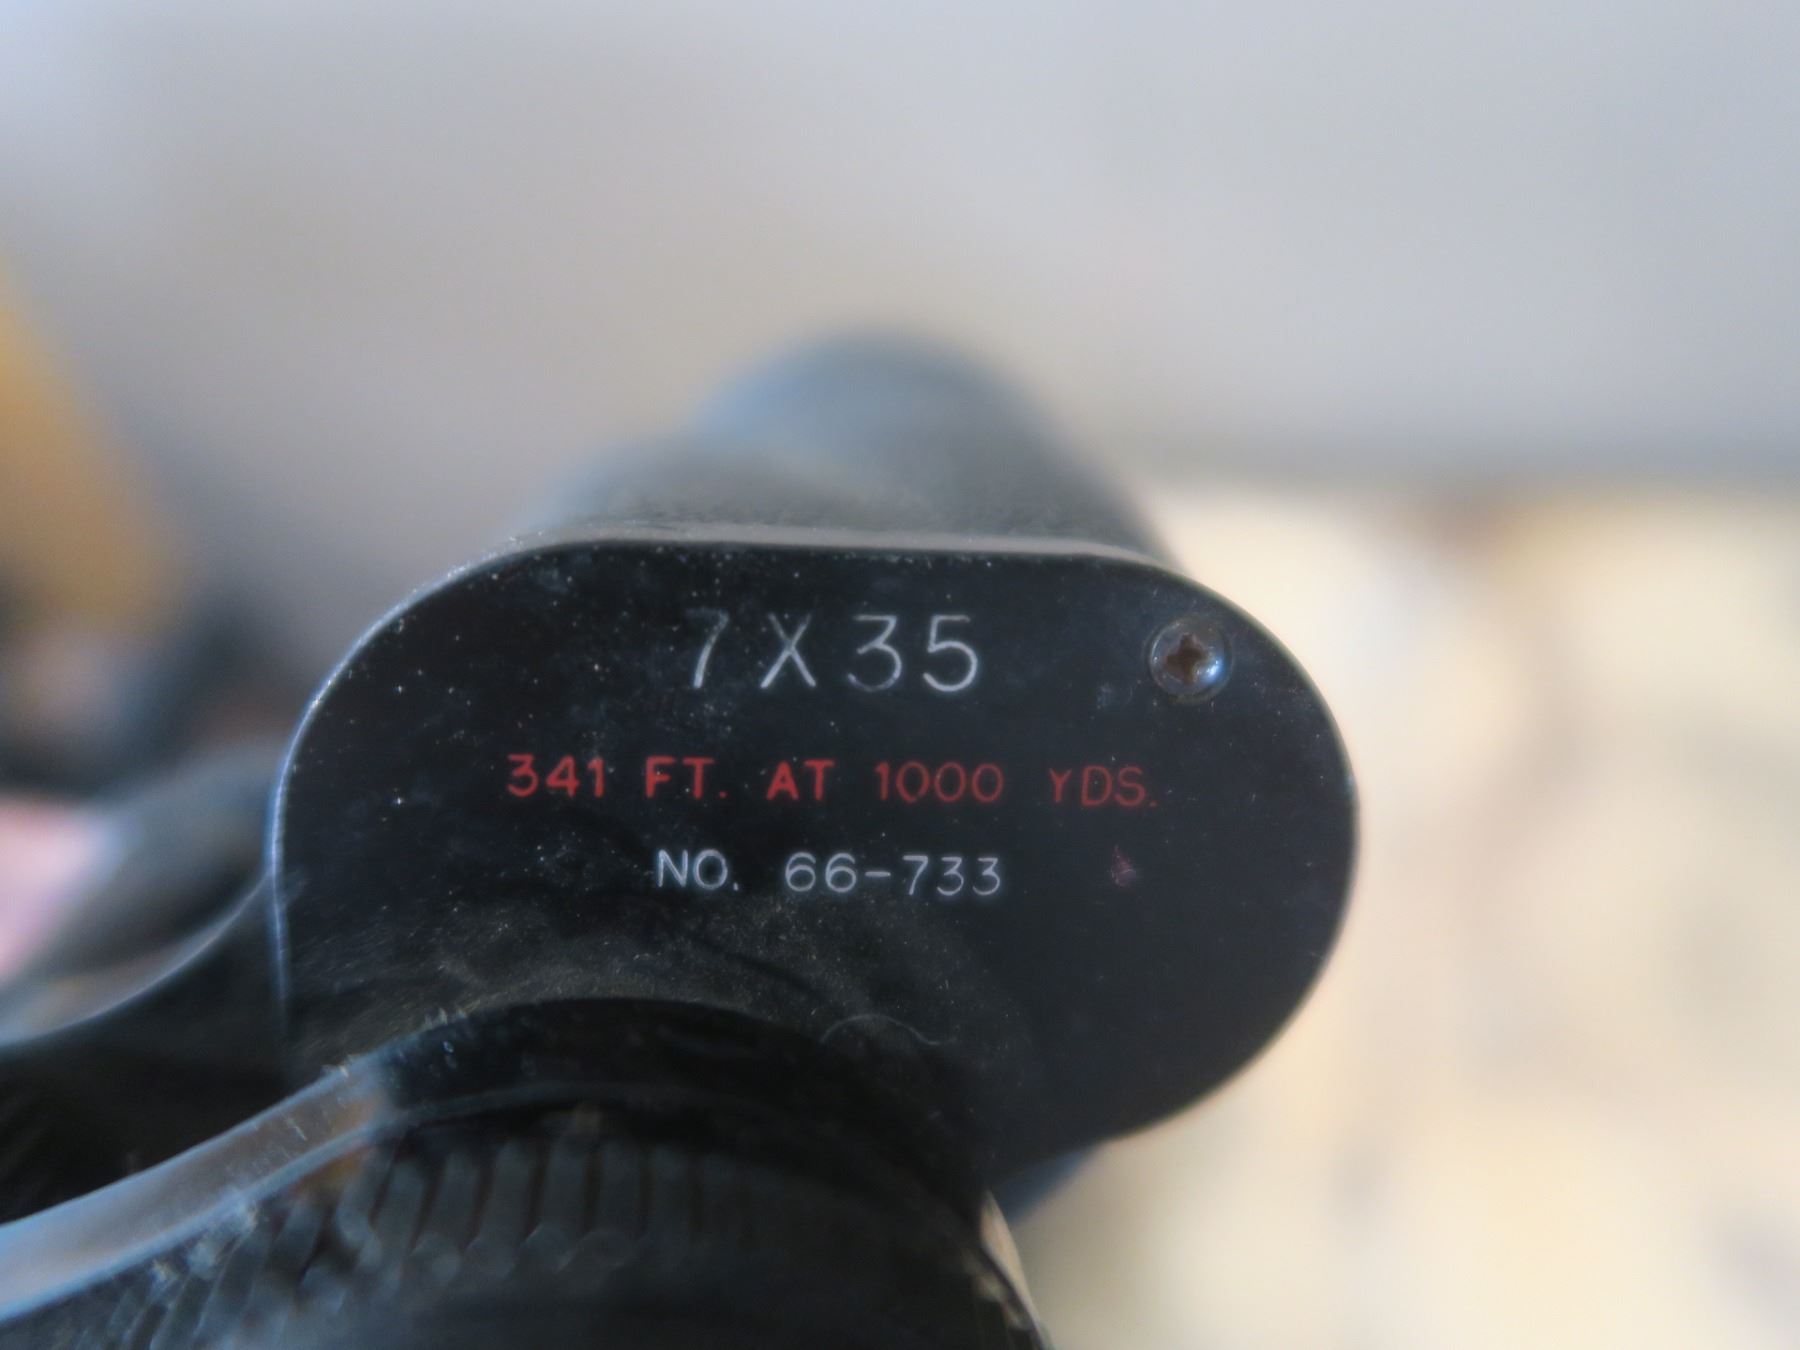 7X35
341 FT. AT 1000 YDS.
NO. 66-733